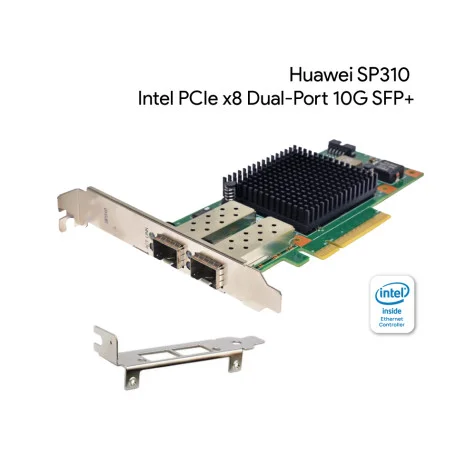 Huawei SP310
Intel PCIe x8 Dual-Port 10G SFP+
intel
inside
Ethernet
Controller